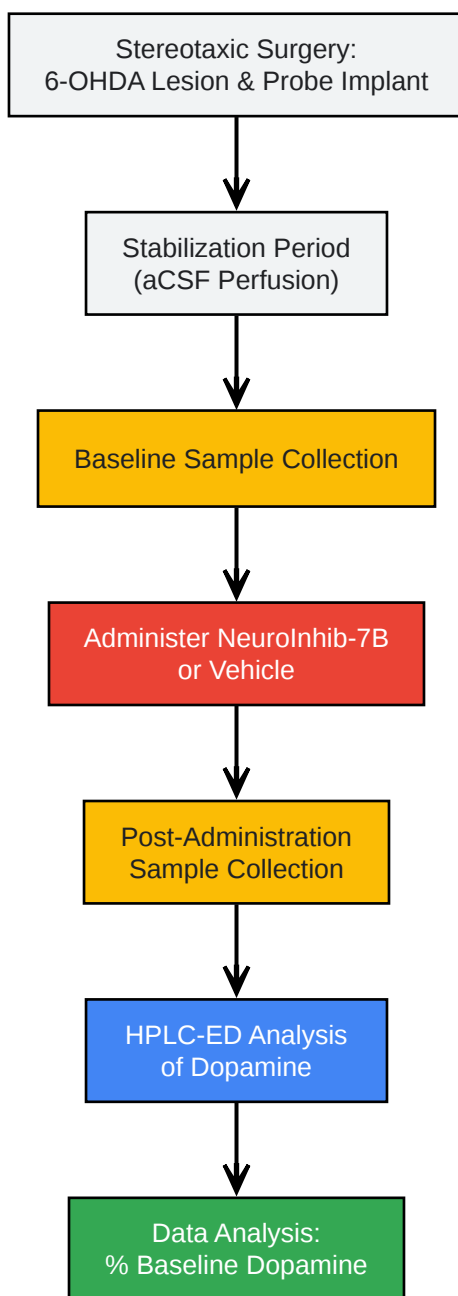 Stereotaxic Surgery:
6-OHDA Lesion & Probe Implant
Stabilization Period
(aCSF Perfusion)
Baseline Sample Collection
Administer NeuroInhib-7B
or Vehicle
Post-Administration
Sample Collection
HPLC-ED Analysis
of Dopamine
Data Analysis:
% Baseline Dopamine